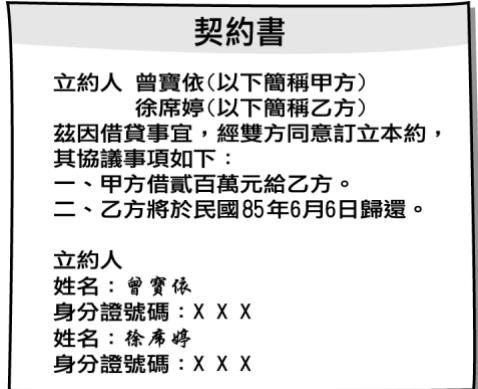 契約書
立約人 曾寶依(以下簡稱甲方)
徐席婷(以下簡稱乙方)
茲因借貸事宜，經雙方同意訂立本約，
其協議事項如下：
一、甲方借貳百萬元給乙方。
二、乙方將於民國85年6月6日歸還。
立約人
姓名：曾寶依
身分證號碼：X X X
姓名：徐席婷
身分證號碼：X X X